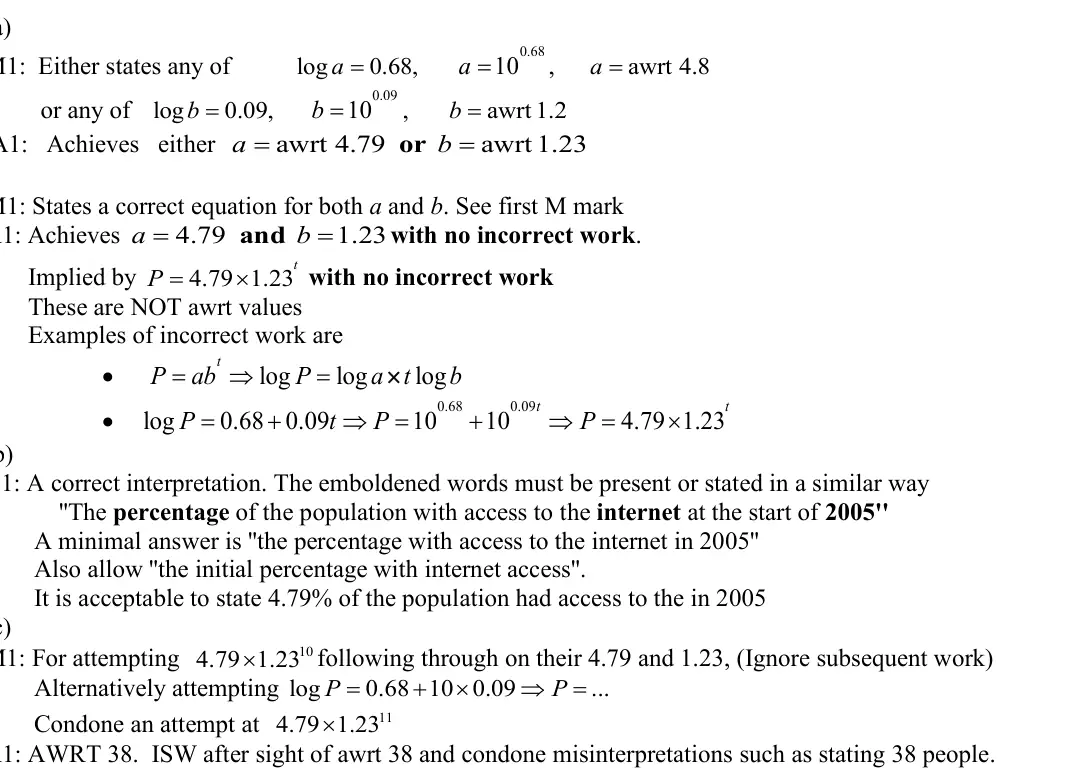 a)
M1: Either states any of log a = 0.68, a = 10^0.68, a = awrt 4.8
or any of log b = 0.09, b = 10^0.09, b = awrt 1.2
A1: Achieves either a = awrt 4.79 or b = awrt 1.23
M1: States a correct equation for both a and b. See first M mark
1: Achieves a = 4.79 and b = 1.23 with no incorrect work.
Implied by P = 4.79×1.23^t with no incorrect work
These are NOT awrt values
Examples of incorrect work are
• P = ab^t ⇒ log P = log a × t log b
• log P = 0.68 + 0.09t ⇒ P = 10^0.68 + 10^0.09t ⇒ P = 4.79×1.23^t
b)
1: A correct interpretation. The emboldened words must be present or stated in a similar way
"The percentage of the population with access to the internet at the start of 2005"
A minimal answer is "the percentage with access to the internet in 2005"
Also allow "the initial percentage with internet access".
It is acceptable to state 4.79% of the population had access to the in 2005
c)
M1: For attempting 4.79×1.23^10 following through on their 4.79 and 1.23, (Ignore subsequent work)
Alternatively attempting log P = 0.68 + 10×0.09 ⇒ P = ...
Condone an attempt at 4.79×1.23^11
1: AWRT 38. ISW after sight of awrt 38 and condone misinterpretations such as stating 38 people.